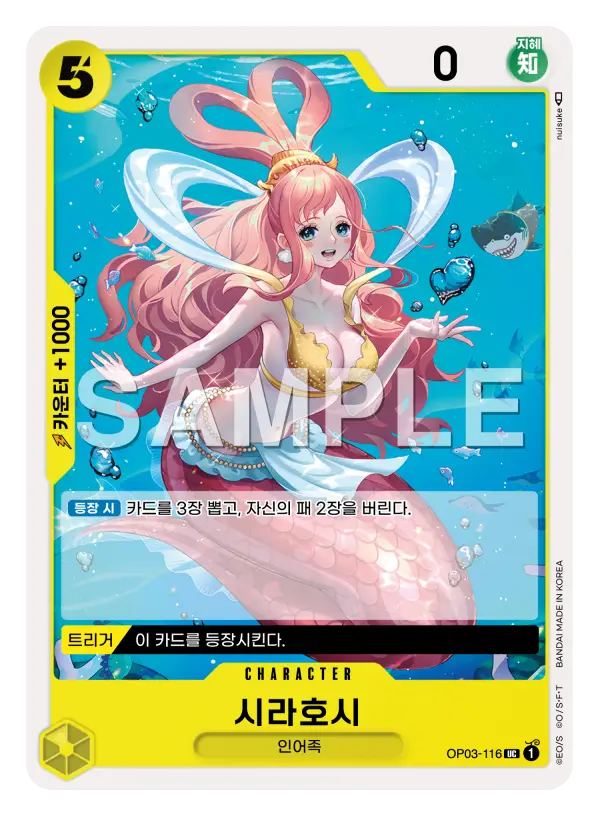 5
0
지혜
知
nuisuke
카운터 +1000
SAMPLE
등장 시 카드를 3장 뽑고, 자신의 패 2장을 버린다.
트리거 이 카드를 등장시킨다.
CHARACTER
시라호시
인어족
OP03-116 UC 1
©EO/S ©O/S·F·T BANDAI MADE IN KOREA